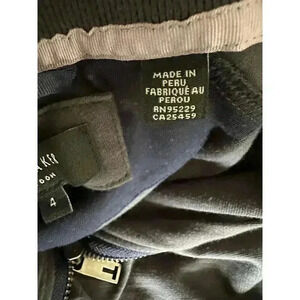 MADE IN
PERU
FABRIQUÉ AU
PEROU
RN95229
CA25459
4
T